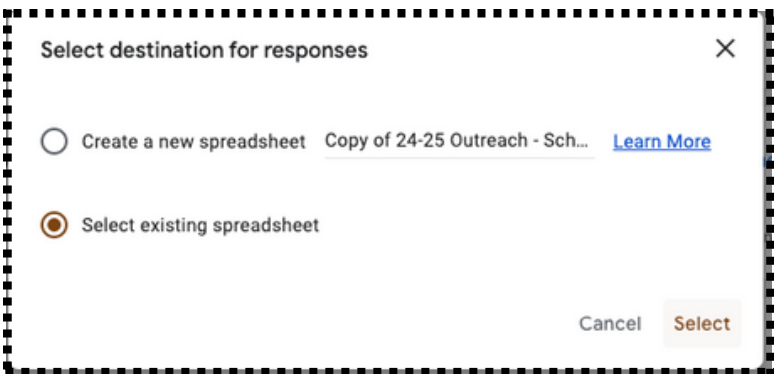 Select destination for responses
Create a new spreadsheet Copy of 24-25 Outreach - Sch... Learn More
Select existing spreadsheet
Cancel Select